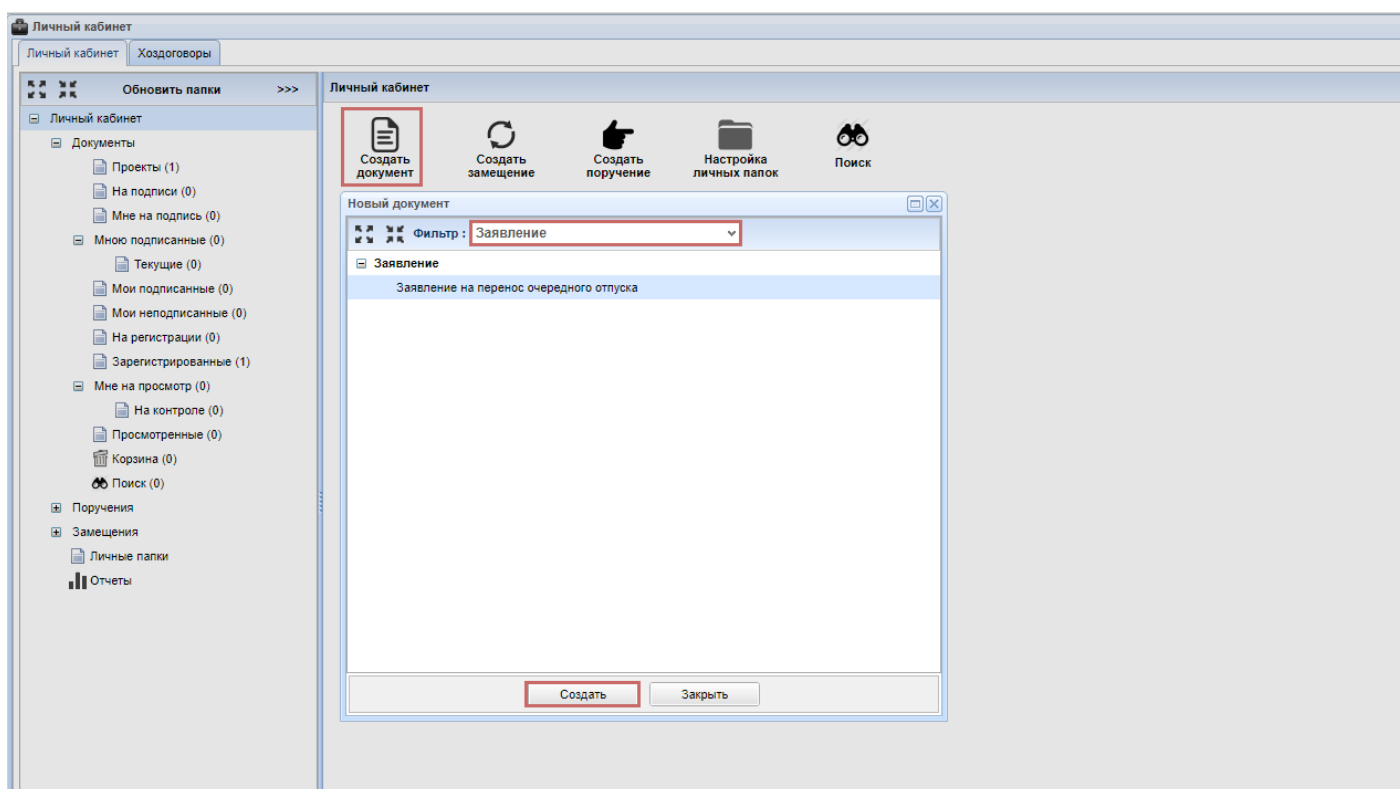 Личный кабинет
Личный кабинет Хоздоговоры
Обновить папки >>>
Личный кабинет
Документы
Проекты (1)
На подписи (0)
Мне на подпись (0)
Мною подписанные (0)
Текущие (0)
Мои подписанные (0)
Мои неподписанные (0)
На регистрации (0)
Зарегистрированные (1)
Мне на просмотр (0)
На контроле (0)
Просмотренные (0)
Корзина (0)
Поиск (0)
Поручения
Замещения
Личные папки
Отчеты
Личный кабинет
Создать
документ
Создать
замещение
Создать
поручение
Настройка
личных папок
Поиск
Новый документ
Фильтр : Заявление
Заявление
Заявление на перенос очередного отпуска
Создать Закрыть